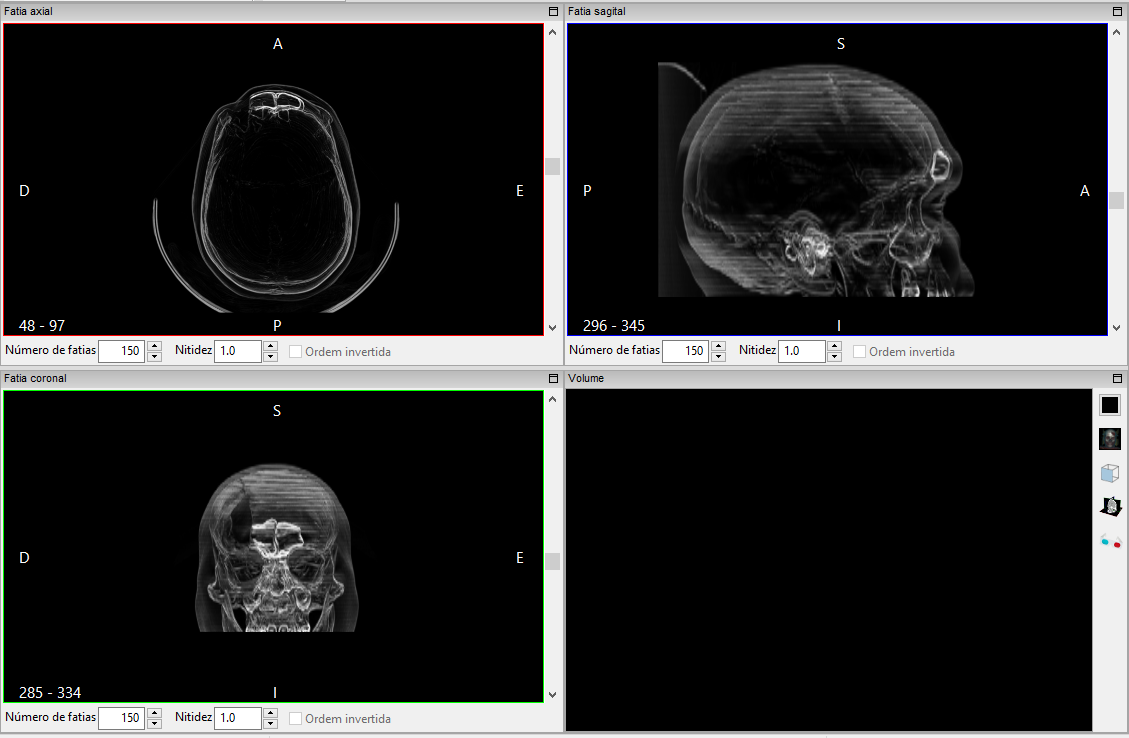 Fatia axial
A
D
E
48 - 97
P
Número de fatias 150 Nitidez 1.0 Ordem invertida
Fatia sagital
S
P
A
296 - 345
I
Número de fatias 150 Nitidez 1.0 Ordem invertida
Fatia coronal
S
D
E
285 - 334
I
Número de fatias 150 Nitidez 1.0 Ordem invertida
Volume